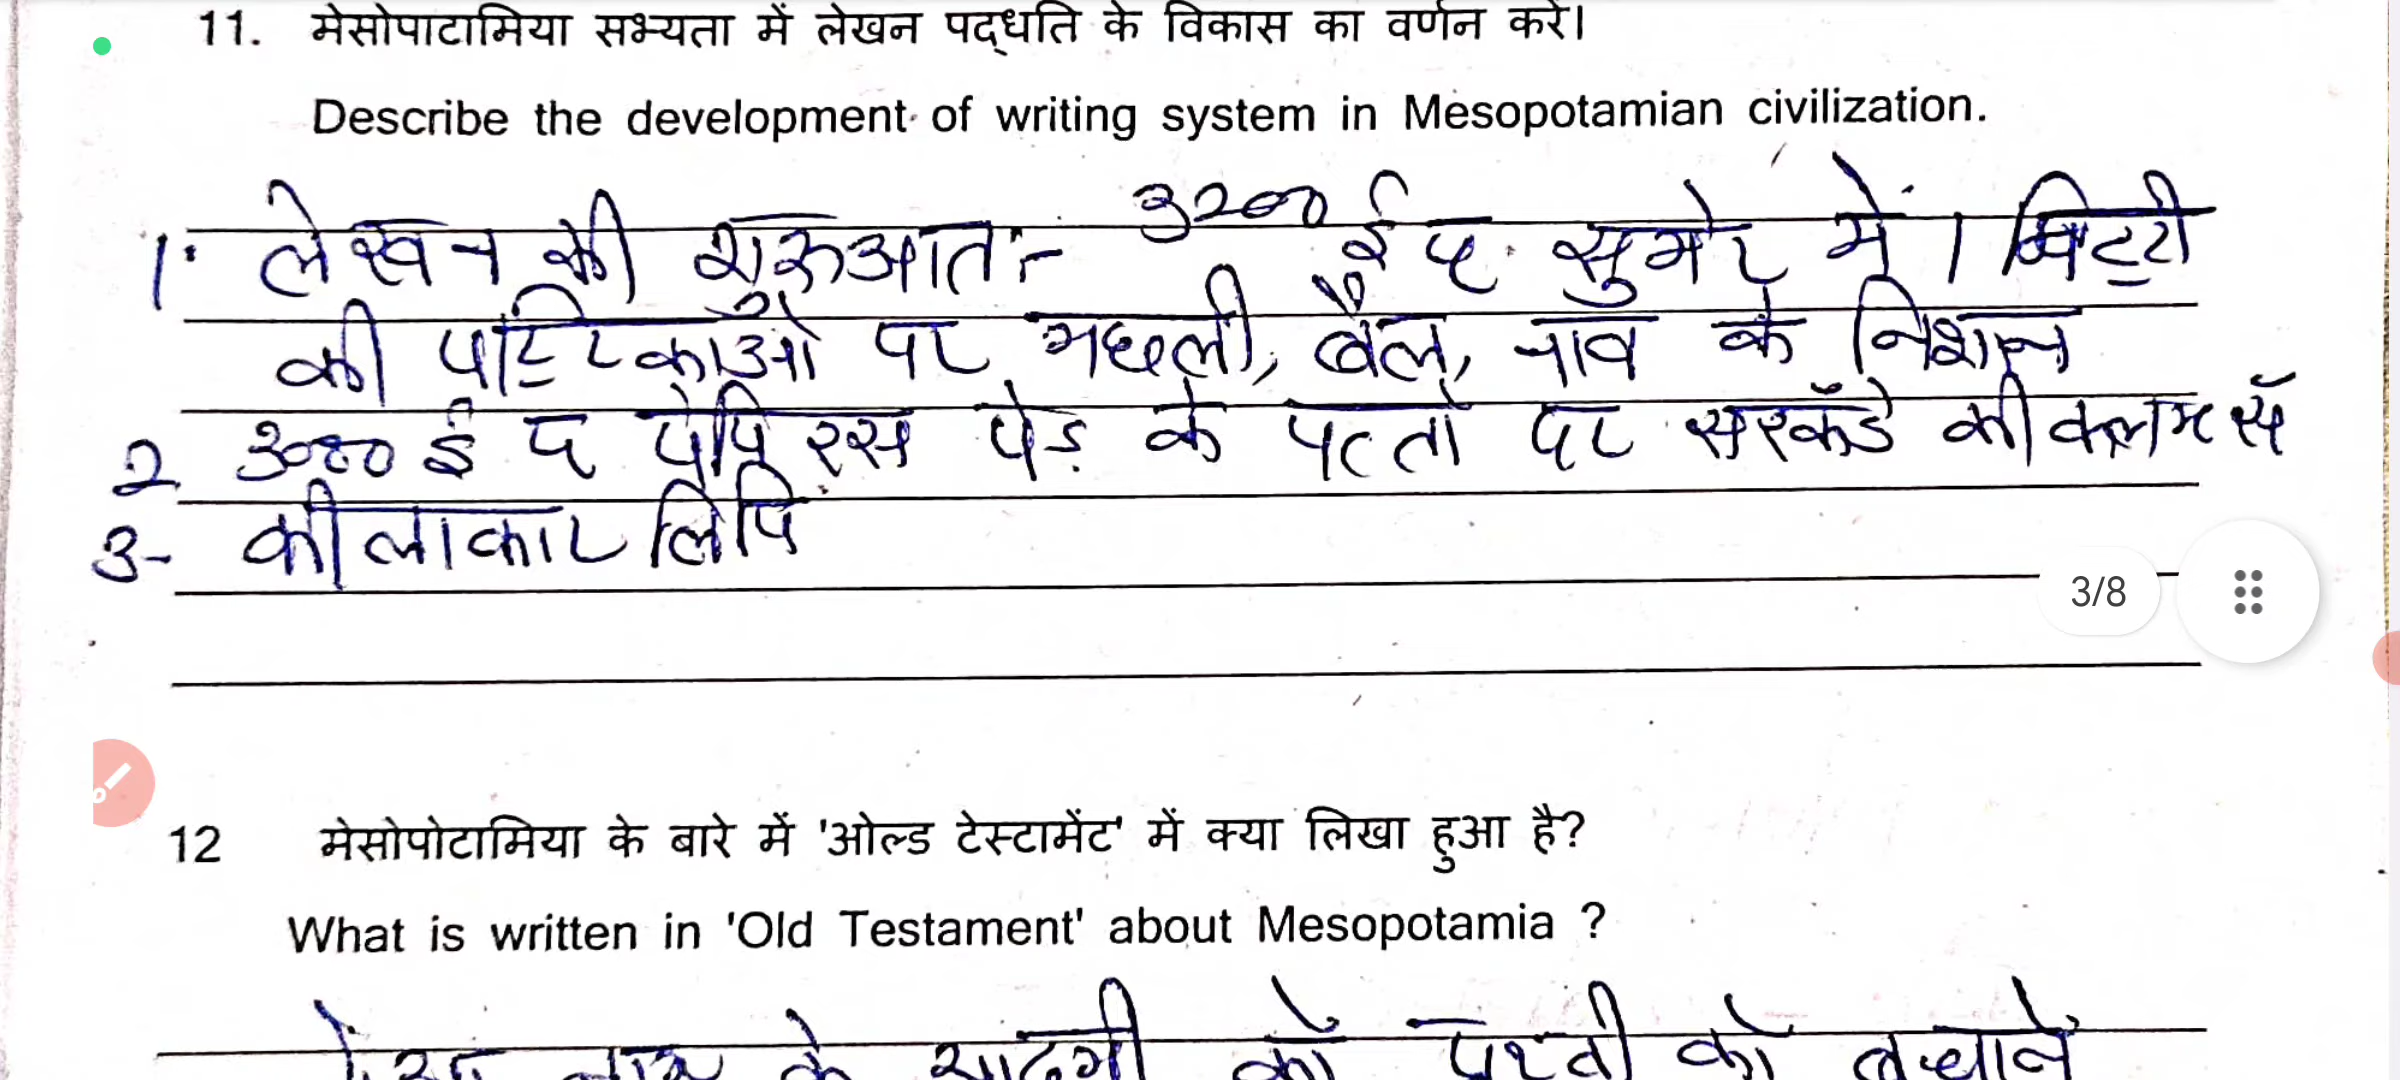 11. मेसोपाटामिया सभ्यता में लेखन पद्धति के विकास का वर्णन करें।
Describe the development of writing system in Mesopotamian civilization.
1. लेखन की शुरुआत:- 3200 ई पू. सुमेर में । मिट्टी
की पट्टिकाओं पर मछली, बैल, नाव के निशान
2. 3000 ई पू पेपिरस पेड़ के पत्तों पर सरकंडे की कलम से
3- कीलाकार लिपि
3/8
12 मेसोपोटामिया के बारे में 'ओल्ड टेस्टामेंट' में क्या लिखा हुआ है?
What is written in 'Old Testament' about Mesopotamia ?
नाम के आदमी को पृथ्वी को